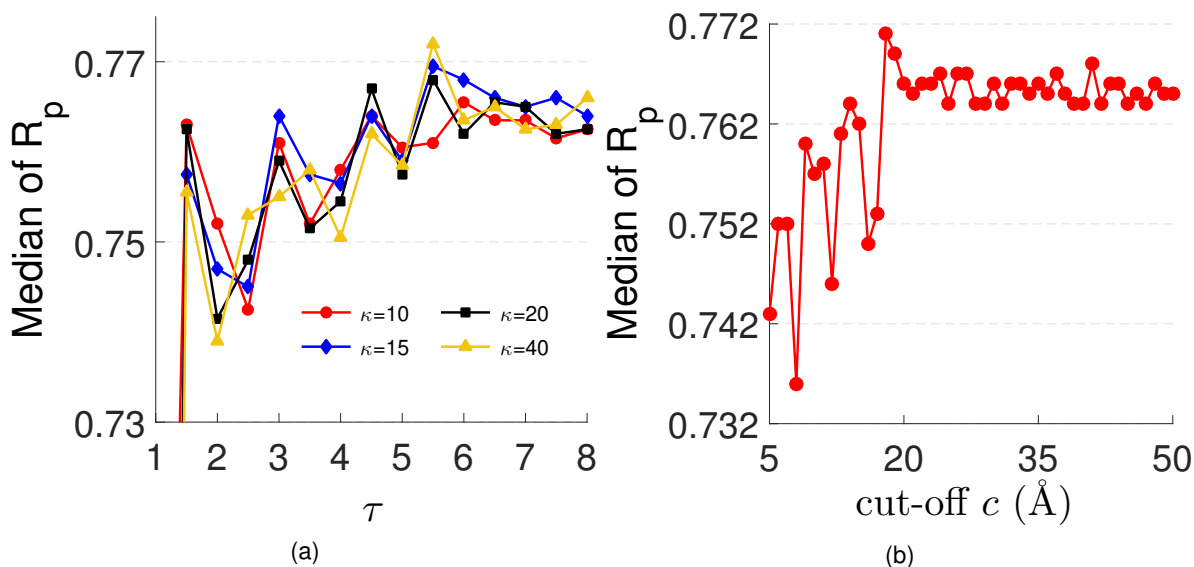 Median of R_p
0.77
0.75
0.73
1 2 3 4 5 6 7 8
τ
κ=10
κ=20
κ=15
κ=40
(a)
Median of R_p
0.772
0.762
0.752
0.742
0.732
5 20 35 50
cut-off c (Å)
(b)